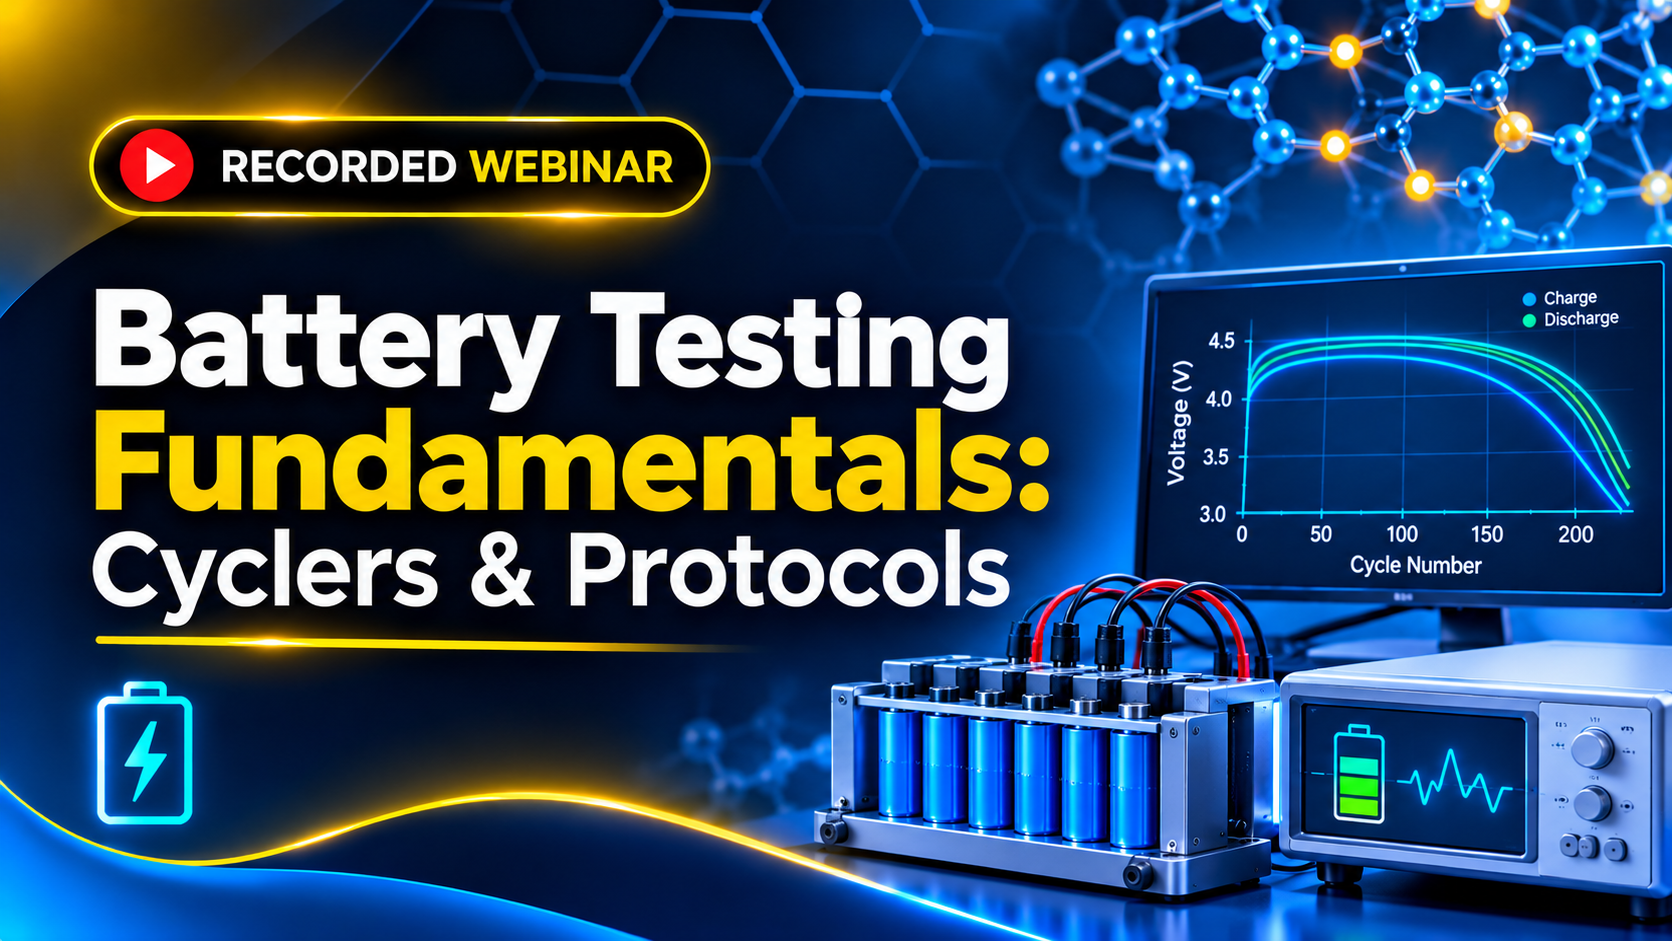 RECORDED WEBINAR
Battery Testing
Fundamentals:
Cyclers & Protocols
Charge
Discharge
Voltage (V)
4.5
4.0
3.5
3.0
0 50 100 150 200
Cycle Number